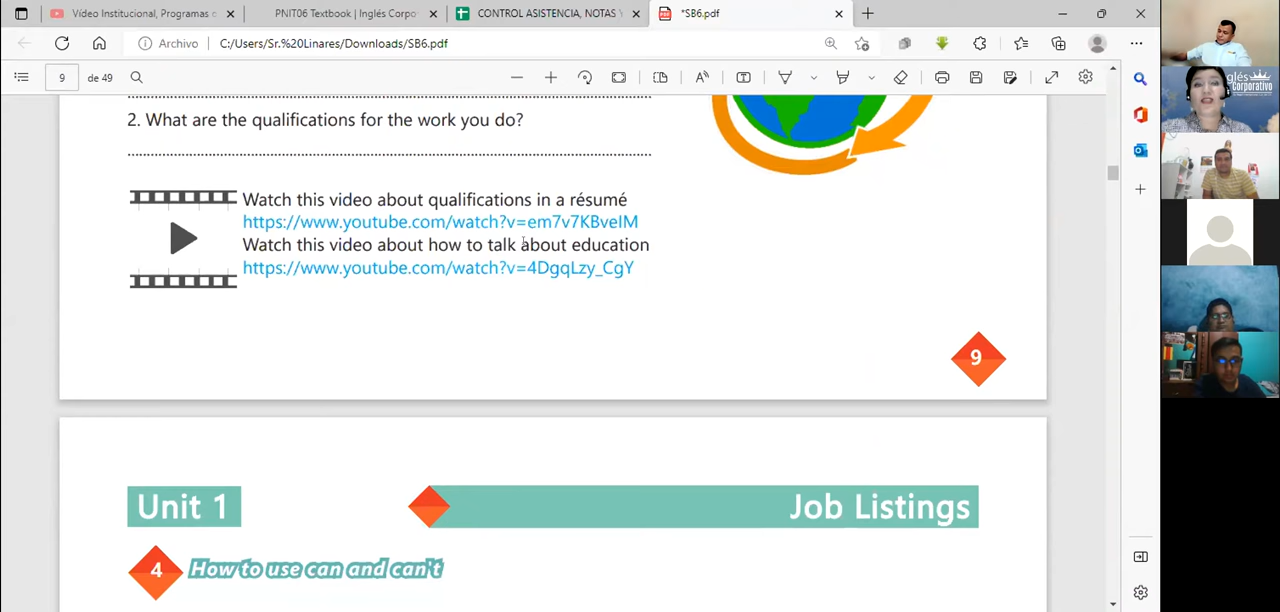 Vídeo Institucional, Programas
PNIT06 Textbook | Inglés Corpo
CONTROL ASISTENCIA, NOTAS Y
*SB6.pdf
Archivo
C:/Users/Sr.%20Linares/Downloads/SB6.pdf
9 de 49
2. What are the qualifications for the work you do?
Watch this video about qualifications in a résumé
https://www.youtube.com/watch?v=em7v7KBveIM
Watch this video about how to talk about education
https://www.youtube.com/watch?v=4DgqLzy_CgY
9
Unit 1
Job Listings
4 How to use can and can't
glés
Corporativo